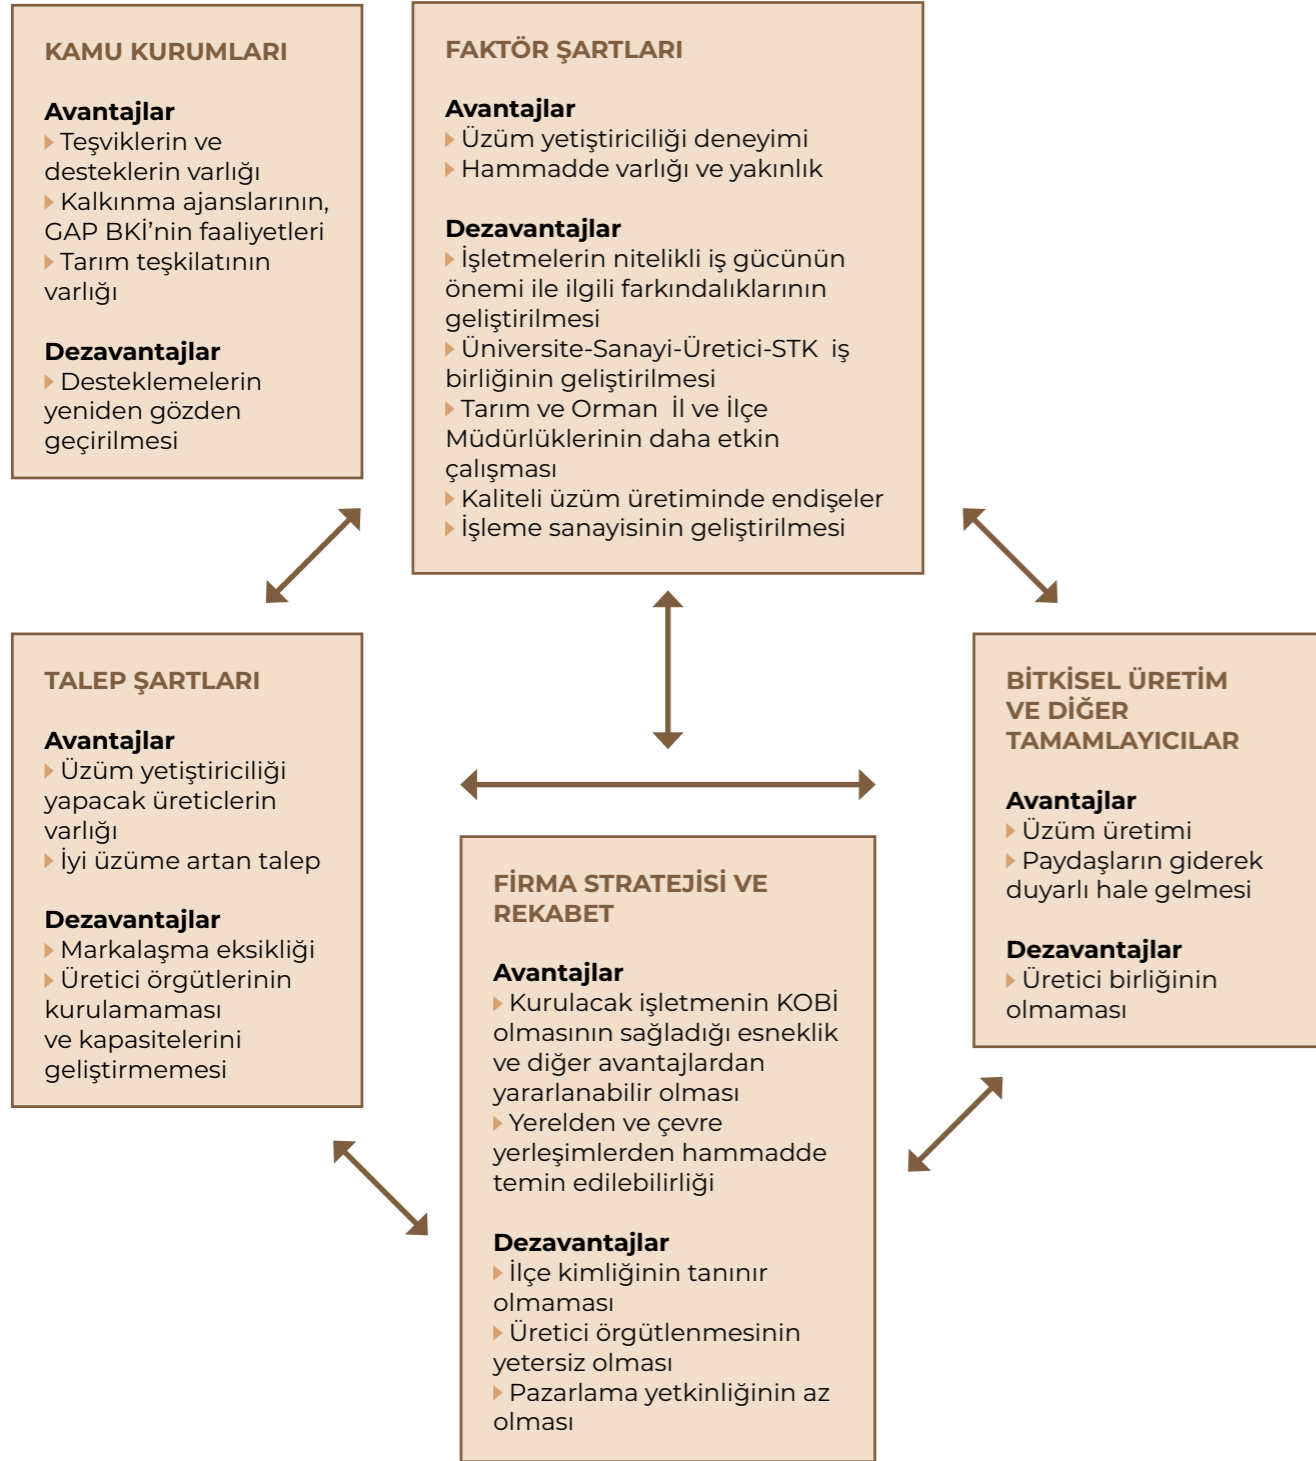 KAMU KURUMLARI
Avantajlar
Teşviklerin ve
desteklerin varlığı
Kalkınma ajanslarının,
GAP BKİ’nin faaliyetleri
Tarım teşkilatının
varlığı
Dezavantajlar
Desteklemelerin
yeniden gözden
geçirilmesi
FAKTÖR ŞARTLARI
Avantajlar
Üzüm yetiştiriciliği deneyimi
Hammadde varlığı ve yakınlık
Dezavantajlar
İşletmelerin nitelikli iş gücünün
önemi ile ilgili farkındalıklarının
geliştirilmesi
Üniversite-Sanayi-Üretici-STK iş
birliğinin geliştirilmesi
Tarım ve Orman İl ve İlçe
Müdürlüklerinin daha etkin
çalışması
Kaliteli üzüm üretiminde endişeler
İşleme sanayisinin geliştirilmesi
TALEP ŞARTLARI
Avantajlar
Üzüm yetiştiriciliği
yapacak üreticlerin
varlığı
İyi üzüme artan talep
Dezavantajlar
Markalaşma eksikliği
Üretici örgütlerinin
kurulamaması
ve kapasitelerini
geliştirmemesi
BİTKİSEL ÜRETİM
VE DİĞER
TAMAMLAYICILAR
Avantajlar
Üzüm üretimi
Paydaşların giderek
duyarlı hale gelmesi
Dezavantajlar
Üretici birliğinin
olmaması
FİRMA STRATEJİSİ VE
REKABET
Avantajlar
Kurulacak işletmenin KOBİ
olmasının sağladığı esneklik
ve diğer avantajlardan
yararlanabilir olması
Yerelden ve çevre
yerleşimlerden hammadde
temin edilebilirliği
Dezavantajlar
İlçe kimliğinin tanınır
olmaması
Üretici örgütlenmesinin
yetersiz olması
Pazarlama yetkinliğinin az
olması